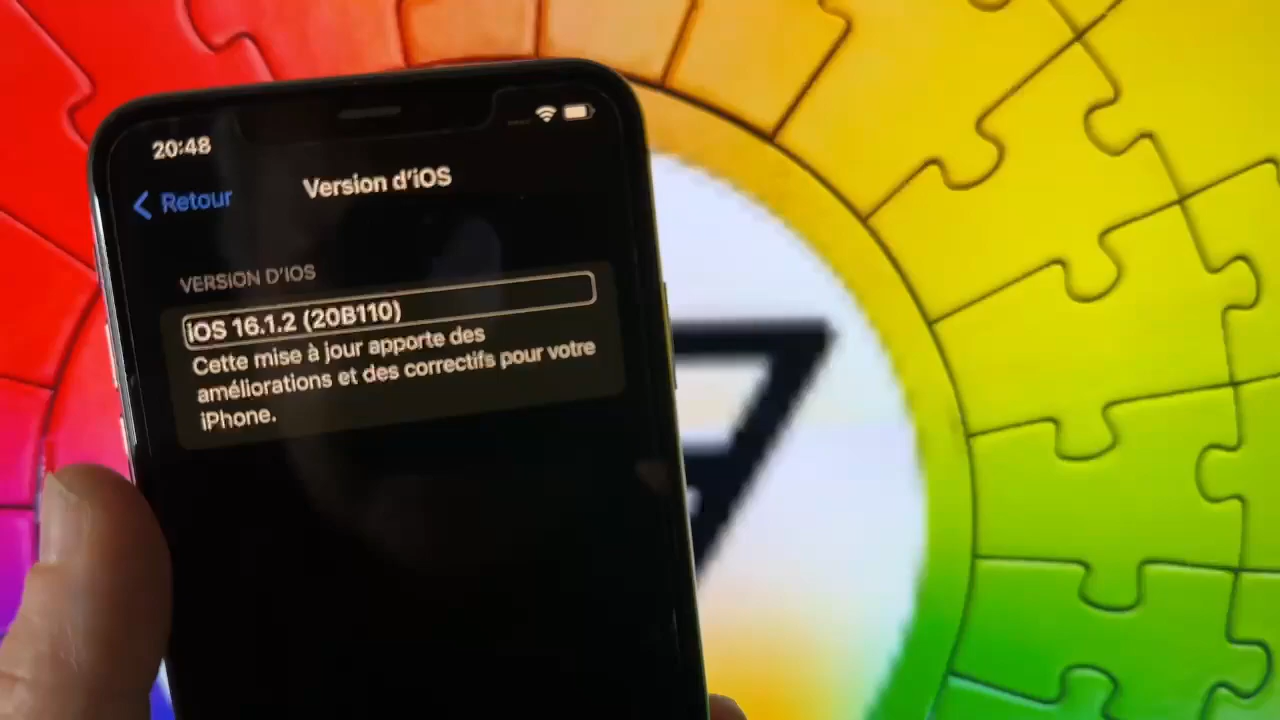 20:48
Retour
Version d'iOS
VERSION D'IOS
iOS 16.1.2 (20B110)
Cette mise à jour apporte des
améliorations et des correctifs pour votre
iPhone.